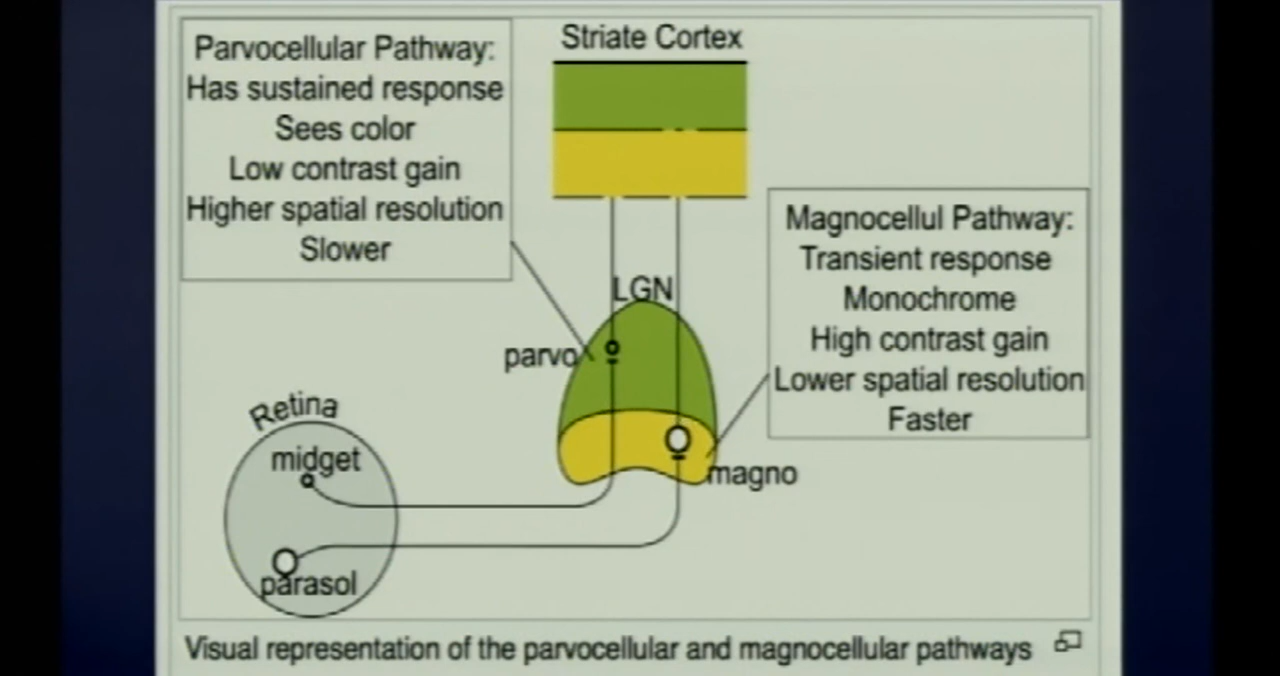 Parvocellular Pathway:
Has sustained response
Sees color
Low contrast gain
Higher spatial resolution
Slower
Striate Cortex
Magnocellul Pathway:
Transient response
Monochrome
High contrast gain
Lower spatial resolution
Faster
LGN
parvo
magno
Retina
midget
parasol
Visual representation of the parvocellular and magnocellular pathways